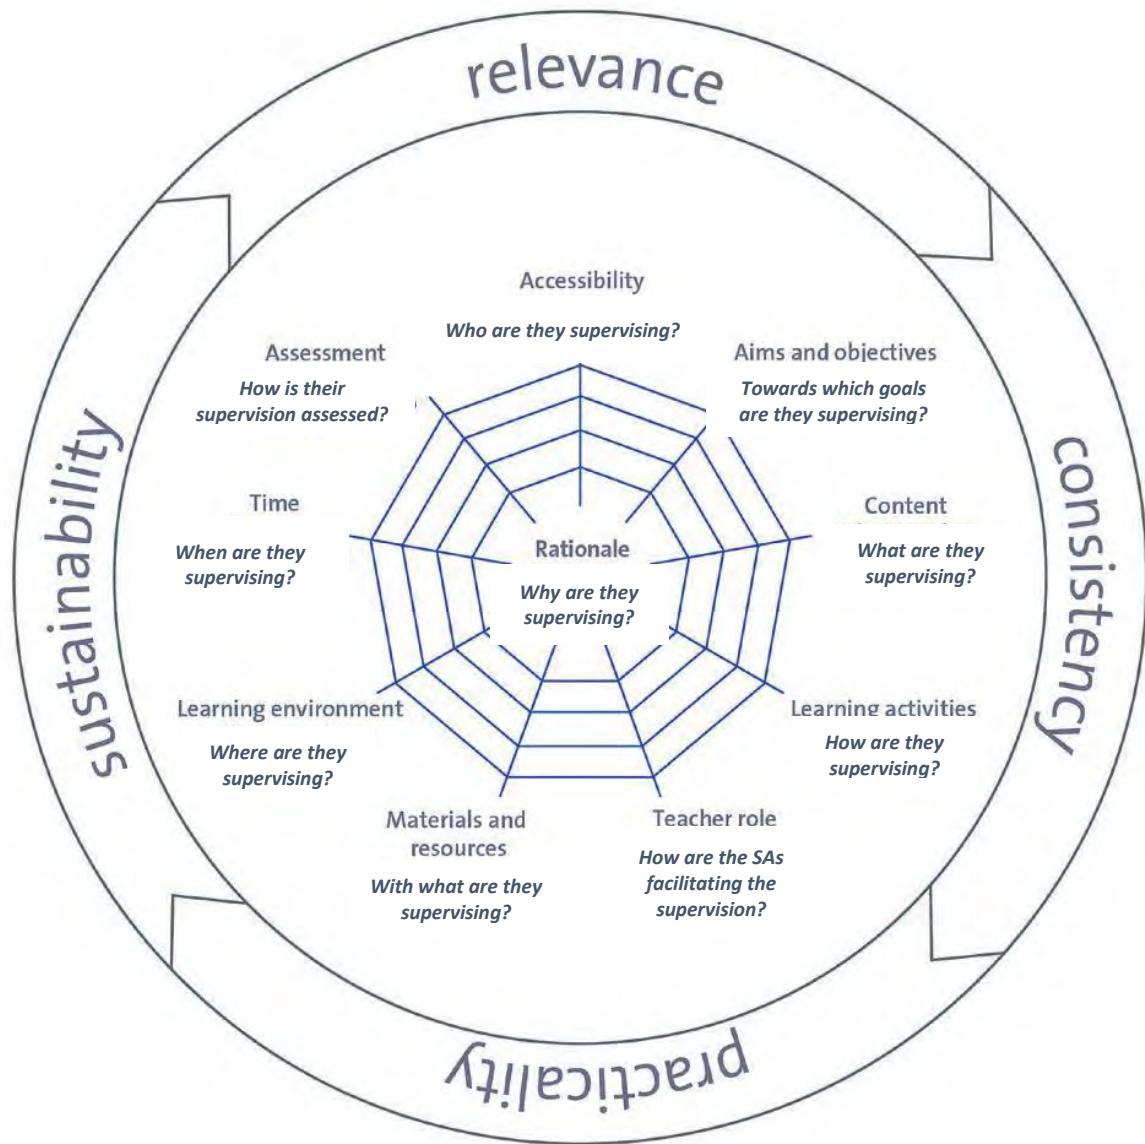 relevance
Accessibility
Who are they supervising?
Assessment
How is their
supervision assessed?
Aims and objectives
Towards which goals
are they supervising?
Time
When are they
supervising?
Content
What are they
supervising?
Rationale
Why are they
supervising?
Learning environment
Where are they
supervising?
Learning activities
How are they
supervising?
Materials and
resources
With what are they
supervising?
Teacher role
How are the SAs
facilitating the
supervision?
consistency
practicality
sustainability